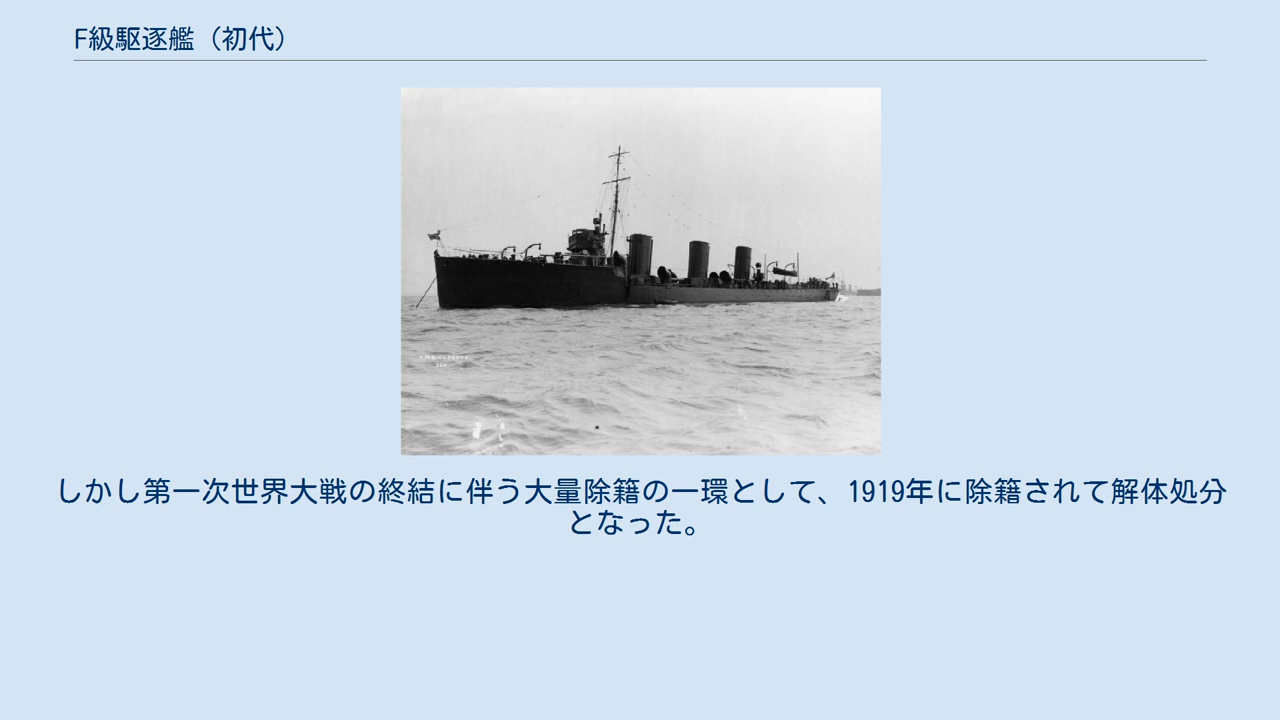 F級駆逐艦（初代）
しかし第一次世界大戦の終結に伴う大量除籍の一環として、1919年に除籍されて解体処分
となった。